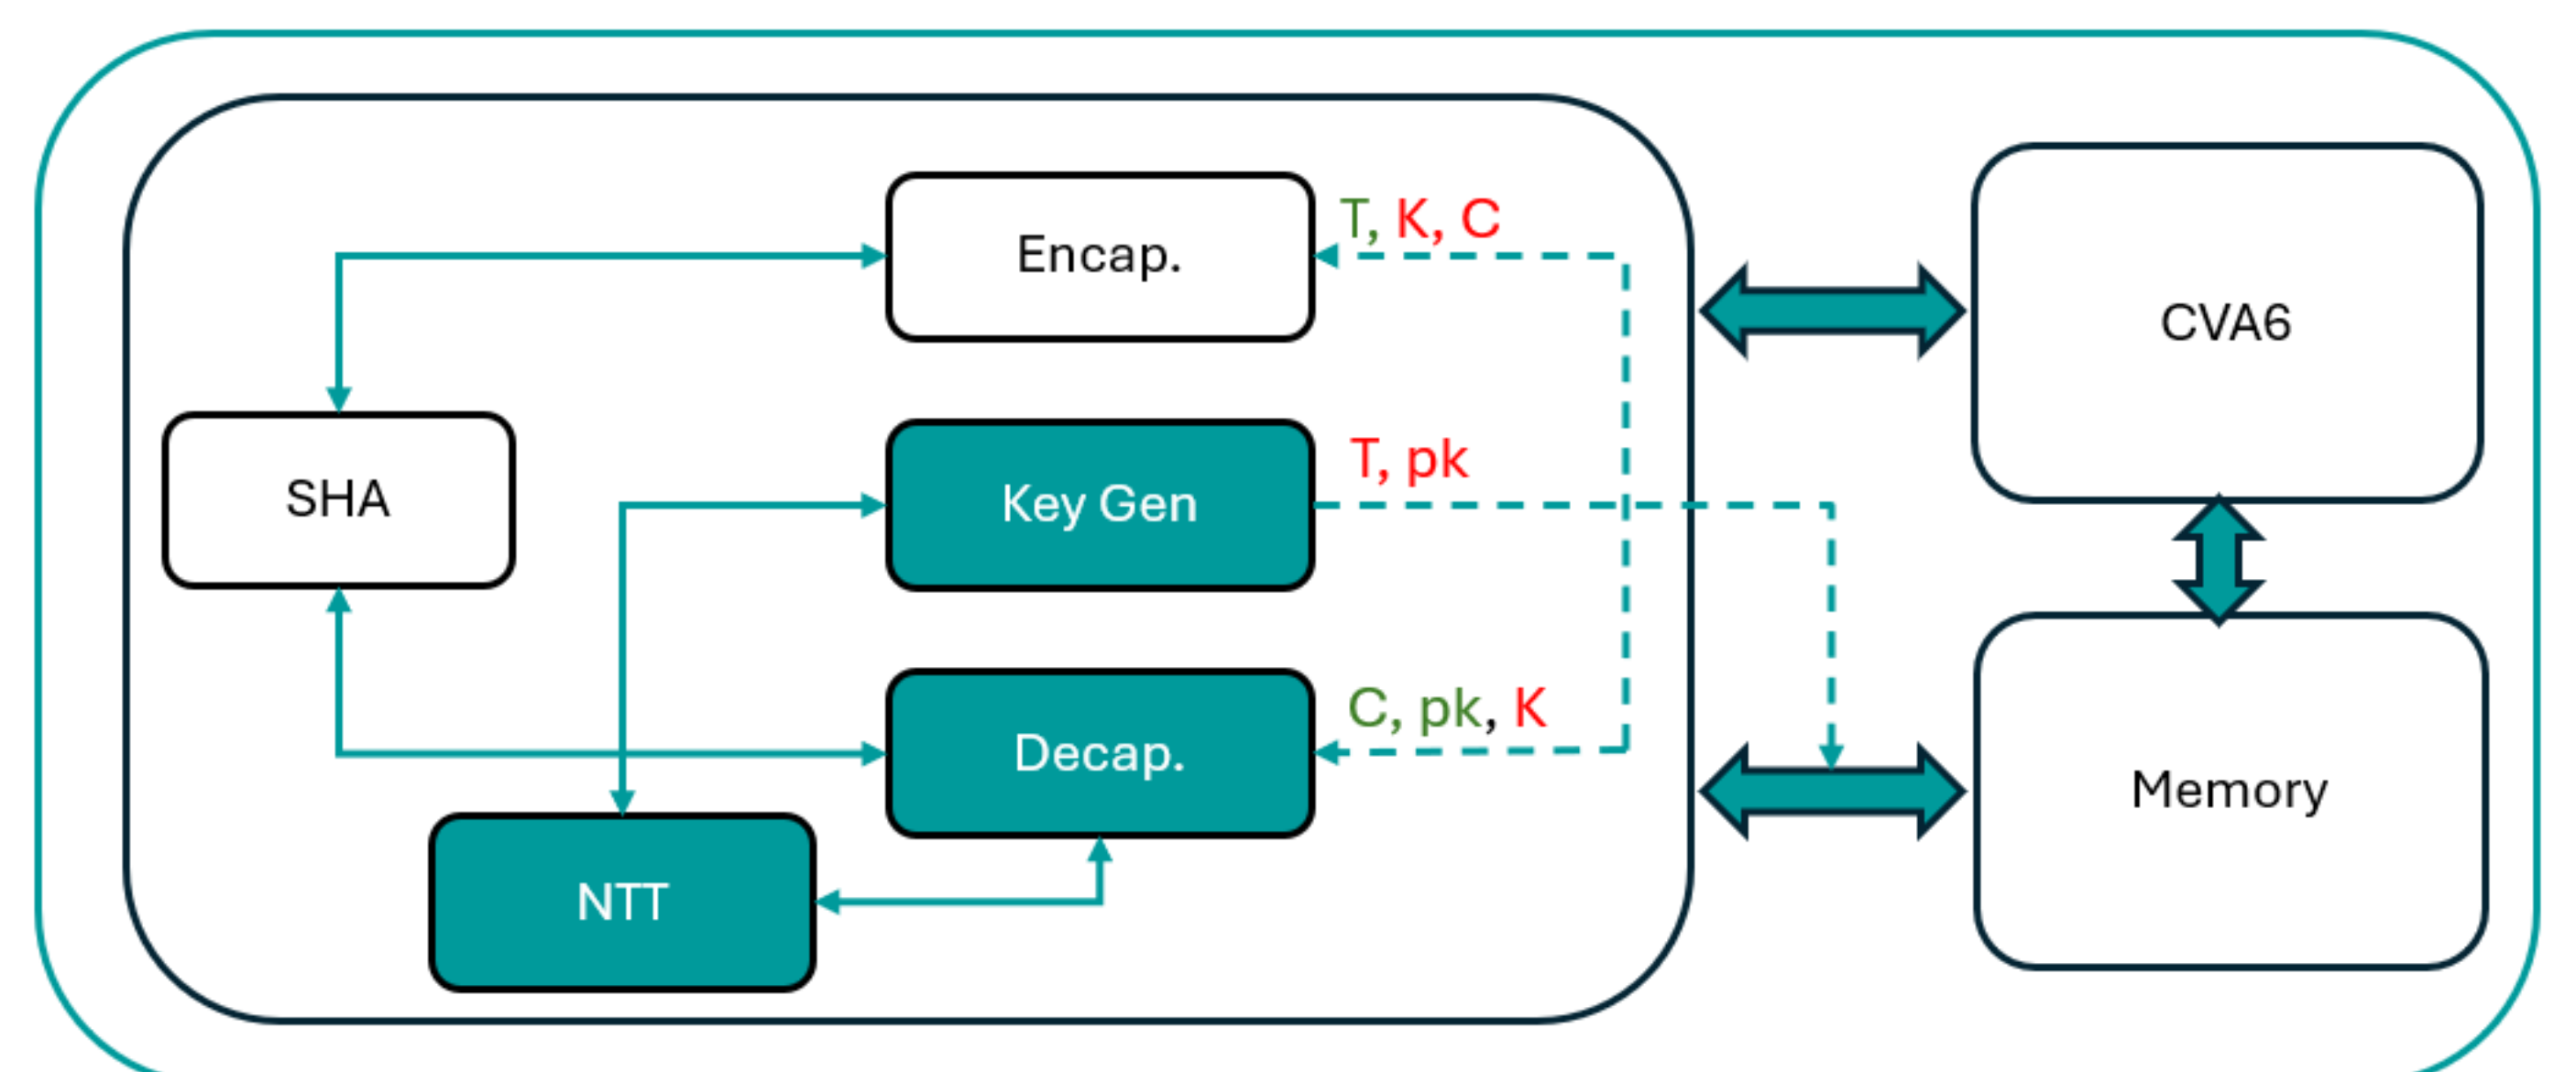 Encap.
T, K, C
CVA6
SHA
Key Gen
T, pk
Decap.
C, pk, K
Memory
NTT